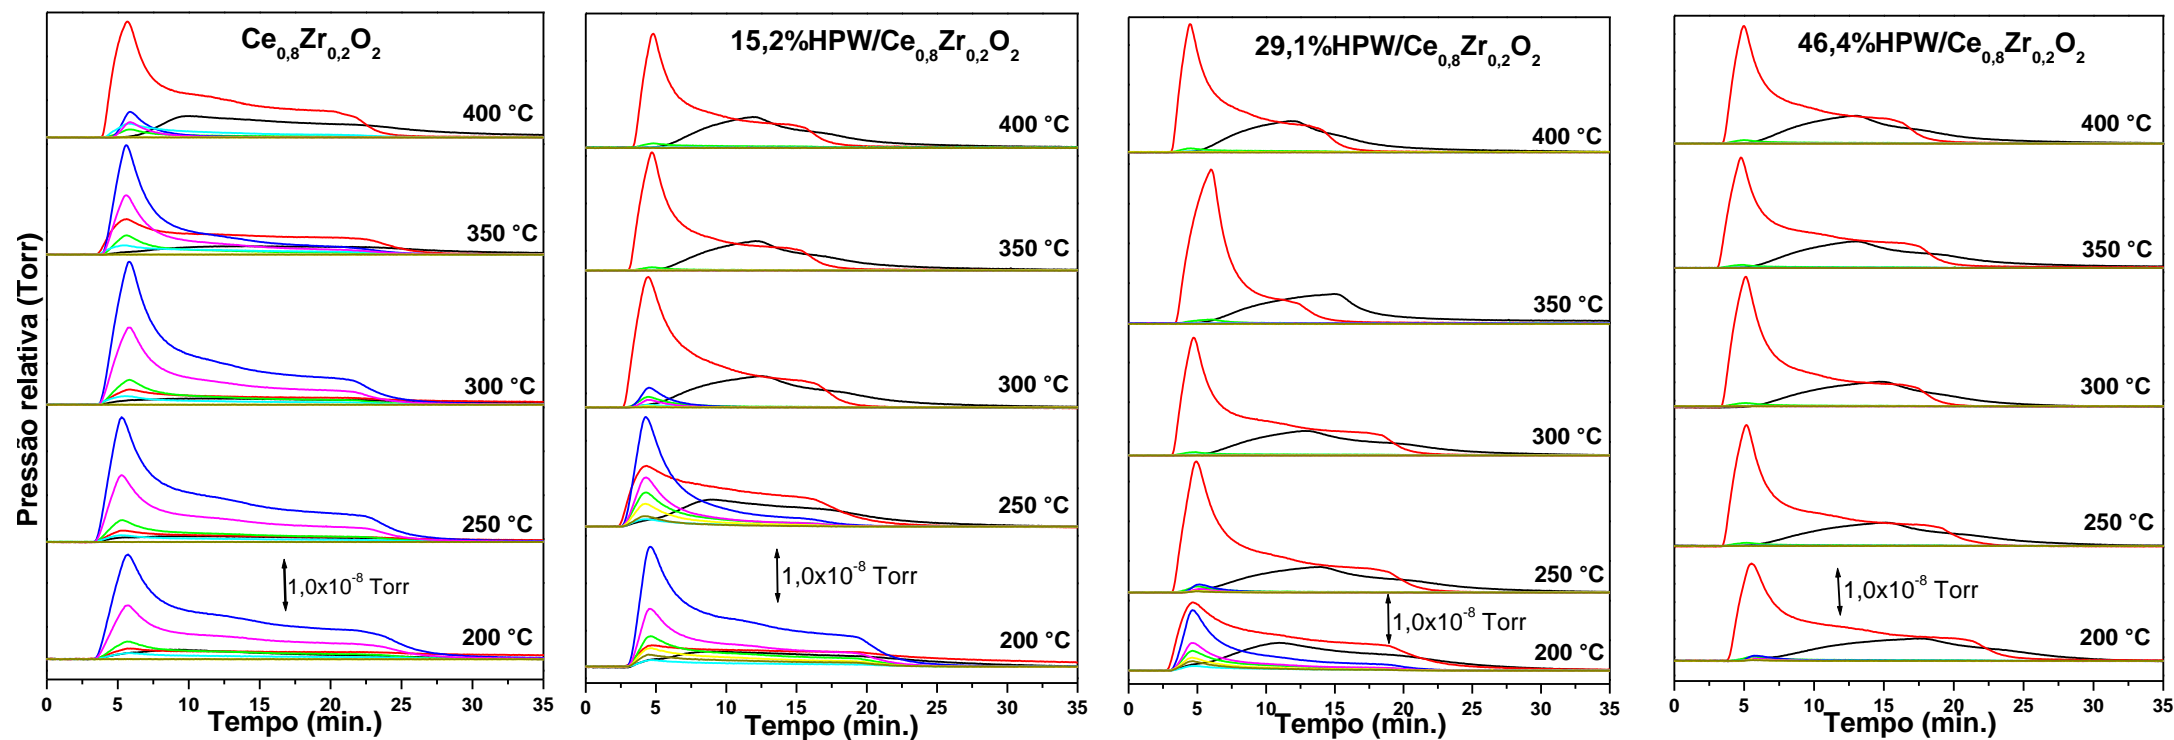 Pressão relativa (Torr)
Ce0,8Zr0,2O2
400 °C
350 °C
300 °C
250 °C
1,0x10-8 Torr
200 °C
0 5 10 15 20 25 30 35
Tempo (min.)
15,2%HPW/Ce0,8Zr0,2O2
400 °C
350 °C
300 °C
250 °C
1,0x10-8 Torr
200 °C
0 5 10 15 20 25 30 35
Tempo (min.)
29,1%HPW/Ce0,8Zr0,2O2
400 °C
350 °C
300 °C
250 °C
1,0x10-8 Torr
200 °C
0 5 10 15 20 25 30 35
Tempo (min.)
46,4%HPW/Ce0,8Zr0,2O2
400 °C
350 °C
300 °C
250 °C
1,0x10-8 Torr
200 °C
0 5 10 15 20 25 30 35
Tempo (min.)